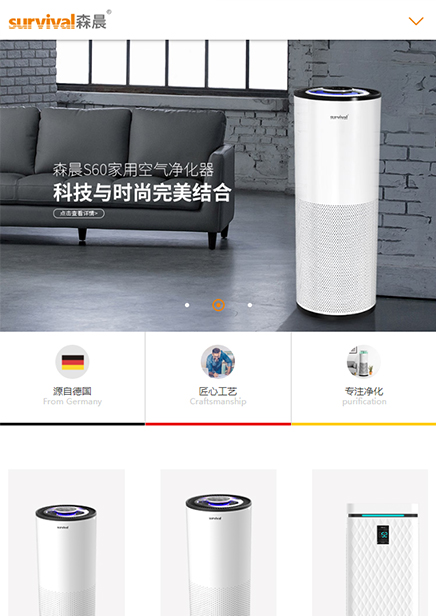 survival森晨®
survival
森晨S60家用空气净化器
科技与时尚完美结合
点击查看详情>
源自德国
From Germany
匠心工艺
Craftsmanship
专注净化
purification
survival
survival